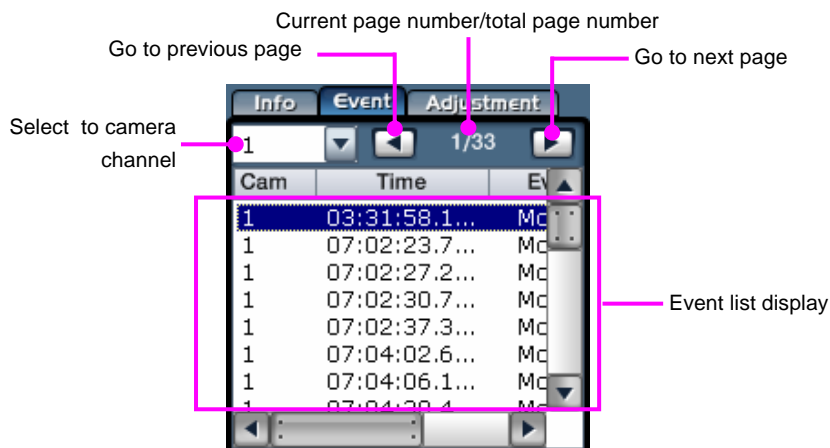 Current page number/total page number
Go to previous page
Go to next page
Info Event Adjustment
Select to camera
channel
1 1/33
Cam Time
1 03:31:58.1...
1 07:02:23.7...
1 07:02:27.2...
1 07:02:30.7...
1 07:02:37.3...
Event list display
1 07:04:02.6...
1 07:04:06.1...